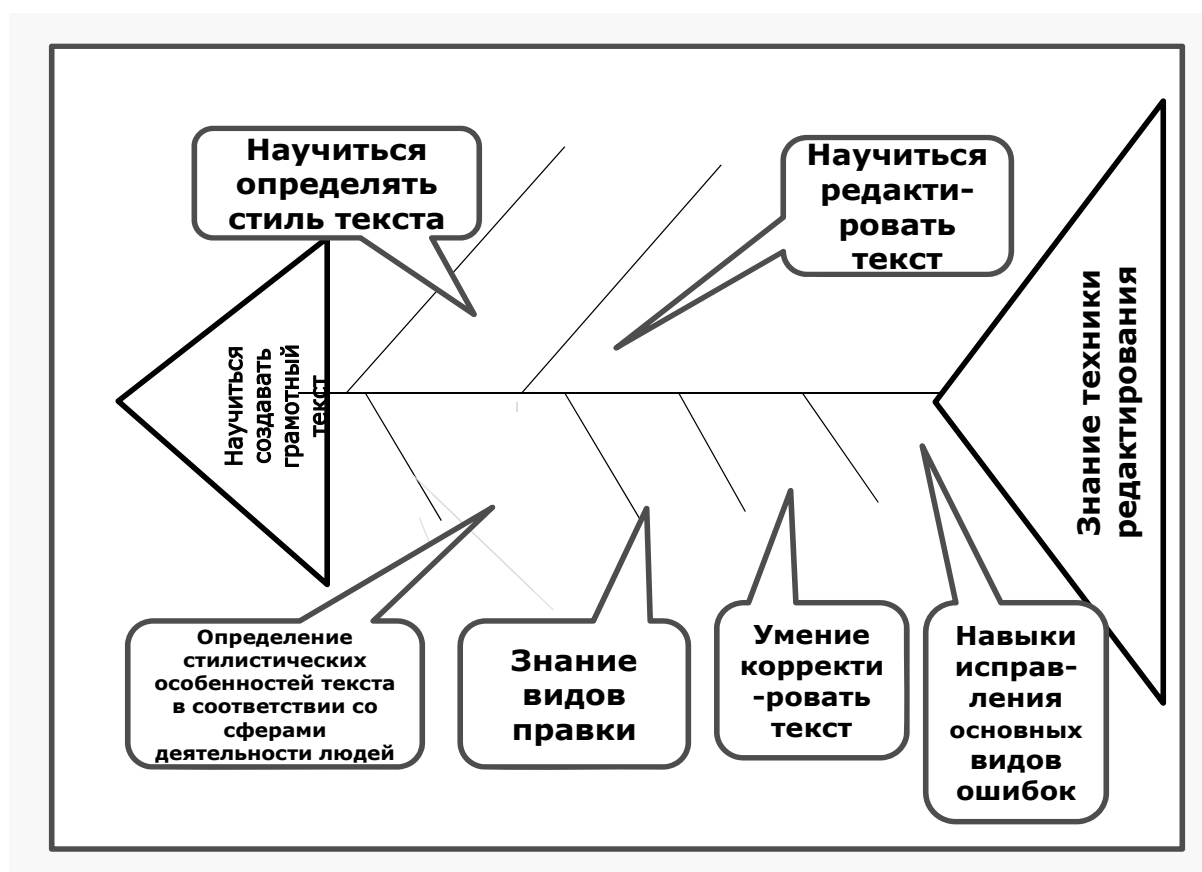 Научиться
определять
стиль текста
Научиться
редакти-
ровать
текст
Научиться
создавать
грамотный
текст
Знание техники
редактирования
Определение
стилистических
особенностей текста
в соответствии со
сферами
деятельности людей
Знание
видов
правки
Умение
корректи
-ровать
текст
Навыки
исправ-
ления
основных
видов
ошибок